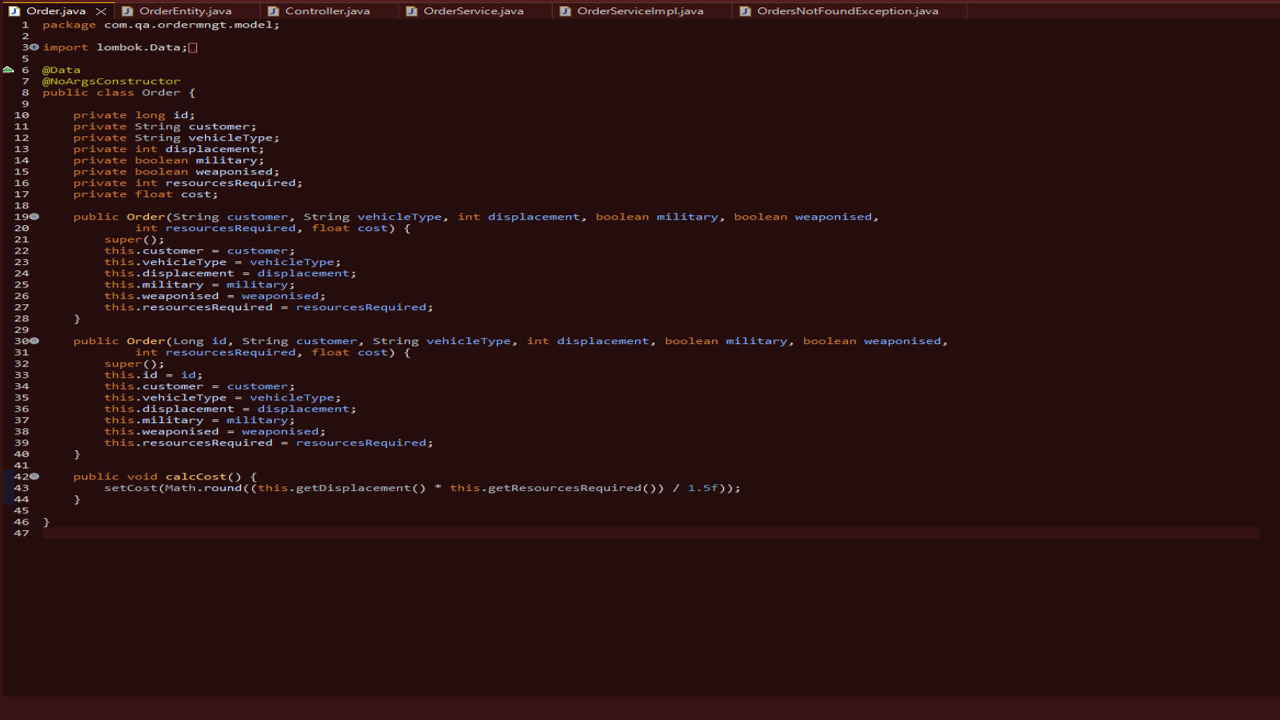 Order.java OrderEntity.java Controller.java OrderService.java OrderServiceImpl.java OrdersNotFoundException.java
1 package com.qa.ordermngt.model;
2
3 import lombok.Data;
5
6 @Data
7 @NoArgsConstructor
8 public class Order {
9
10     private long id;
11     private String customer;
12     private String vehicleType;
13     private int displacement;
14     private boolean military;
15     private boolean weaponised;
16     private int resourcesRequired;
17     private float cost;
18
19     public Order(String customer, String vehicleType, int displacement, boolean military, boolean weaponised,
20             int resourcesRequired, float cost) {
21         super();
22         this.customer = customer;
23         this.vehicleType = vehicleType;
24         this.displacement = displacement;
25         this.military = military;
26         this.weaponised = weaponised;
27         this.resourcesRequired = resourcesRequired;
28     }
29
30     public Order(Long id, String customer, String vehicleType, int displacement, boolean military, boolean weaponised,
31             int resourcesRequired, float cost) {
32         super();
33         this.id = id;
34         this.customer = customer;
35         this.vehicleType = vehicleType;
36         this.displacement = displacement;
37         this.military = military;
38         this.weaponised = weaponised;
39         this.resourcesRequired = resourcesRequired;
40     }
41
42     public void calcCost() {
43         setCost(Math.round((this.getDisplacement() * this.getResourcesRequired()) / 1.5f));
44     }
45
46 }
47